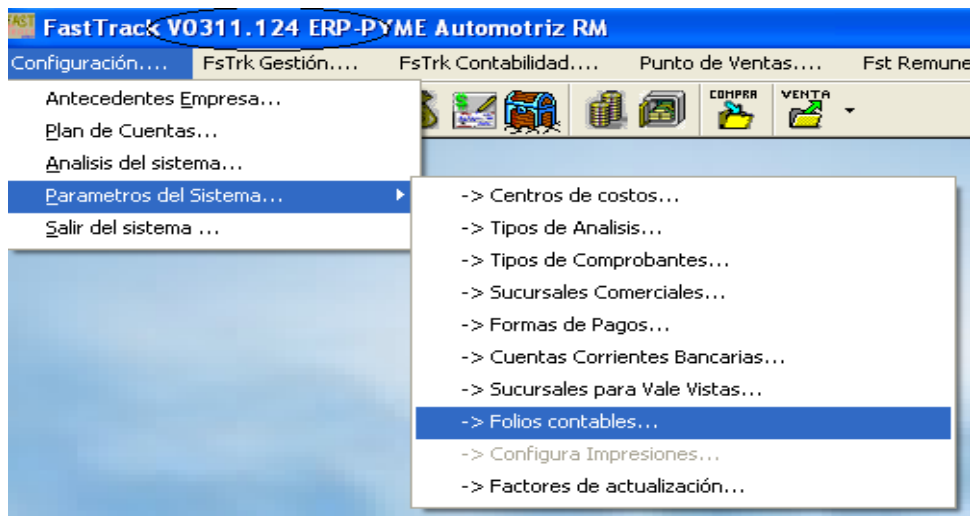 FAST FastTrack V0311.124 ERP-PYME Automotriz RM
Configuración.... FsTrk Gestión.... FsTrk Contabilidad.... Punto de Ventas.... Fst Remune
COMPRA VENTA
Antecedentes Empresa...
Plan de Cuentas...
Analisis del sistema...
Parametros del Sistema...
Salir del sistema ...
-> Centros de costos...
-> Tipos de Analisis...
-> Tipos de Comprobantes...
-> Sucursales Comerciales...
-> Formas de Pagos...
-> Cuentas Corrientes Bancarias...
-> Sucursales para Vale Vistas...
-> Folios contables...
-> Configura Impresiones...
-> Factores de actualización...